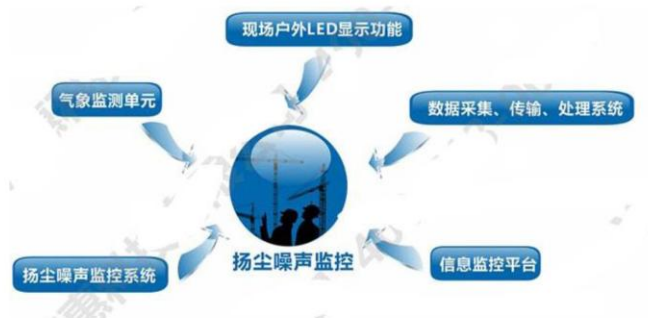 现场户外LED显示功能
气象监测单元
数据采集、传输、处理系统
扬尘噪声监控
扬尘噪声监控系统
信息监控平台